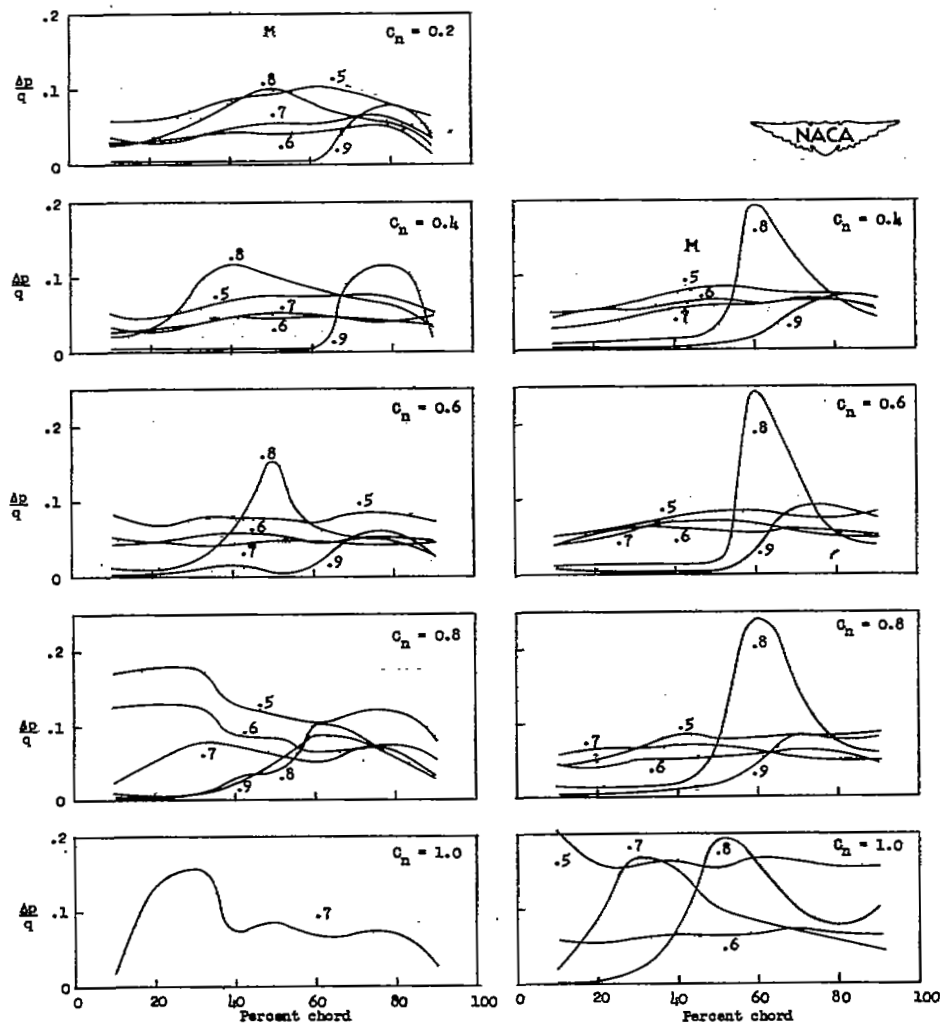 .2
M
C_n = 0.2
Δp/q
.1
.8
.5
.7
.6
.9
0
NACA
.2
C_n = 0.4
Δp/q
.1
.8
.5
.7
.6
.9
0
C_n = 0.4
M
.8
.5
.6
.7
.9
C_n = 0.6
.2
Δp/q
.1
.8
.5
.6
.7
.9
0
C_n = 0.6
.8
.5
.7
.6
.9
C_n = 0.8
.2
Δp/q
.1
.5
.6
.7
.9
.8
0
C_n = 0.8
.8
.7
.5
.6
.9
.2
C_n = 1.0
Δp/q
.1
.7
0
0 20 40 60 80 100
Percent chord
C_n = 1.0
.5
.7
.8
.6
0 20 40 60 80 100
Percent chord